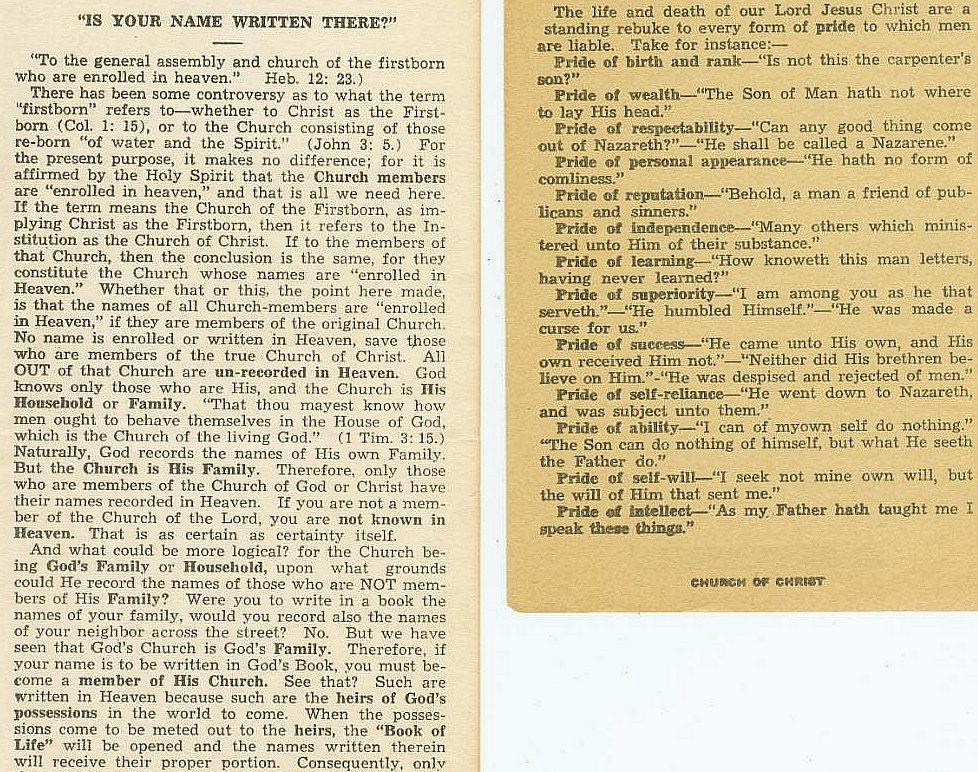 "IS YOUR NAME WRITTEN THERE?"
"To the general assembly and church of the firstborn
who are enrolled in heaven." Heb. 12: 23.)
There has been some controversy as to what the term
"firstborn" refers to—whether to Christ as the First-
born (Col. 1: 15), or to the Church consisting of those
re-born "of water and the Spirit." (John 3: 5.) For
the present purpose, it makes no difference; for it is
affirmed by the Holy Spirit that the Church members
are "enrolled in heaven," and that is all we need here.
If the term means the Church of the Firstborn, as im-
plying Christ as the Firstborn, then it refers to the In-
stitution as the Church of Christ. If to the members of
that Church, then the conclusion is the same, for they
constitute the Church whose names are "enrolled in
Heaven." Whether that or this, the point here made,
is that the names of all Church-members are "enrolled
in Heaven," if they are members of the original Church.
No name is enrolled or written in Heaven, save those
who are members of the true Church of Christ. All
OUT of that Church are un-recorded in Heaven. God
knows only those who are His, and the Church is His
Household or Family. "That thou mayest know how
men ought to behave themselves in the House of God,
which is the Church of the living God." (1 Tim. 3: 15.)
Naturally, God records the names of His own Family.
But the Church is His Family. Therefore, only those
who are members of the Church of God or Christ have
their names recorded in Heaven. If you are not a mem-
ber of the Church of the Lord, you are not known in
Heaven. That is as certain as certainty itself.
And what could be more logical? for the Church be-
ing God's Family or Household, upon what grounds
could He record the names of those who are NOT mem-
bers of His Family? Were you to write in a book the
names of your family, would you record also the names
of your neighbor across the street? No. But we have
seen that God's Church is God's Family. Therefore, if
your name is to be written in God's Book, you must be-
come a member of His Church. See that? Such are
written in Heaven because such are the heirs of God's
possessions in the world to come. When the posses-
sions come to be meted out to the heirs, the "Book of
Life" will be opened and the names written therein
will receive their proper portion. Consequently, only
The life and death of our Lord Jesus Christ are a
standing rebuke to every form of pride to which men
are liable. Take for instance:—
Pride of birth and rank—"Is not this the carpenter's
son?"
Pride of wealth—"The Son of Man hath not where
to lay His head."
Pride of respectability—"Can any good thing come
out of Nazareth?"—"He shall be called a Nazarene."
Pride of personal appearance—"He hath no form of
comliness."
Pride of reputation—"Behold, a man a friend of pub-
licans and sinners."
Pride of independence—"Many others which minis-
tered unto Him of their substance."
Pride of learning—"How knoweth this man letters,
having never learned?"
Pride of superiority—"I am among you as he that
serveth."—"He humbled Himself."—"He was made a
curse for us."
Pride of success—"He came unto His own, and His
own received Him not."—"Neither did His brethren be-
lieve on Him."-"He was despised and rejected of men."
Pride of self-reliance—"He went down to Nazareth,
and was subject unto them."
Pride of ability—"I can of myown self do nothing."
"The Son can do nothing of himself, but what He seeth
the Father do."
Pride of self-will—"I seek not mine own will, but
the will of Him that sent me."
Pride of intellect—"As my Father hath taught me I
speak these things."
CHURCH OF CHRIST